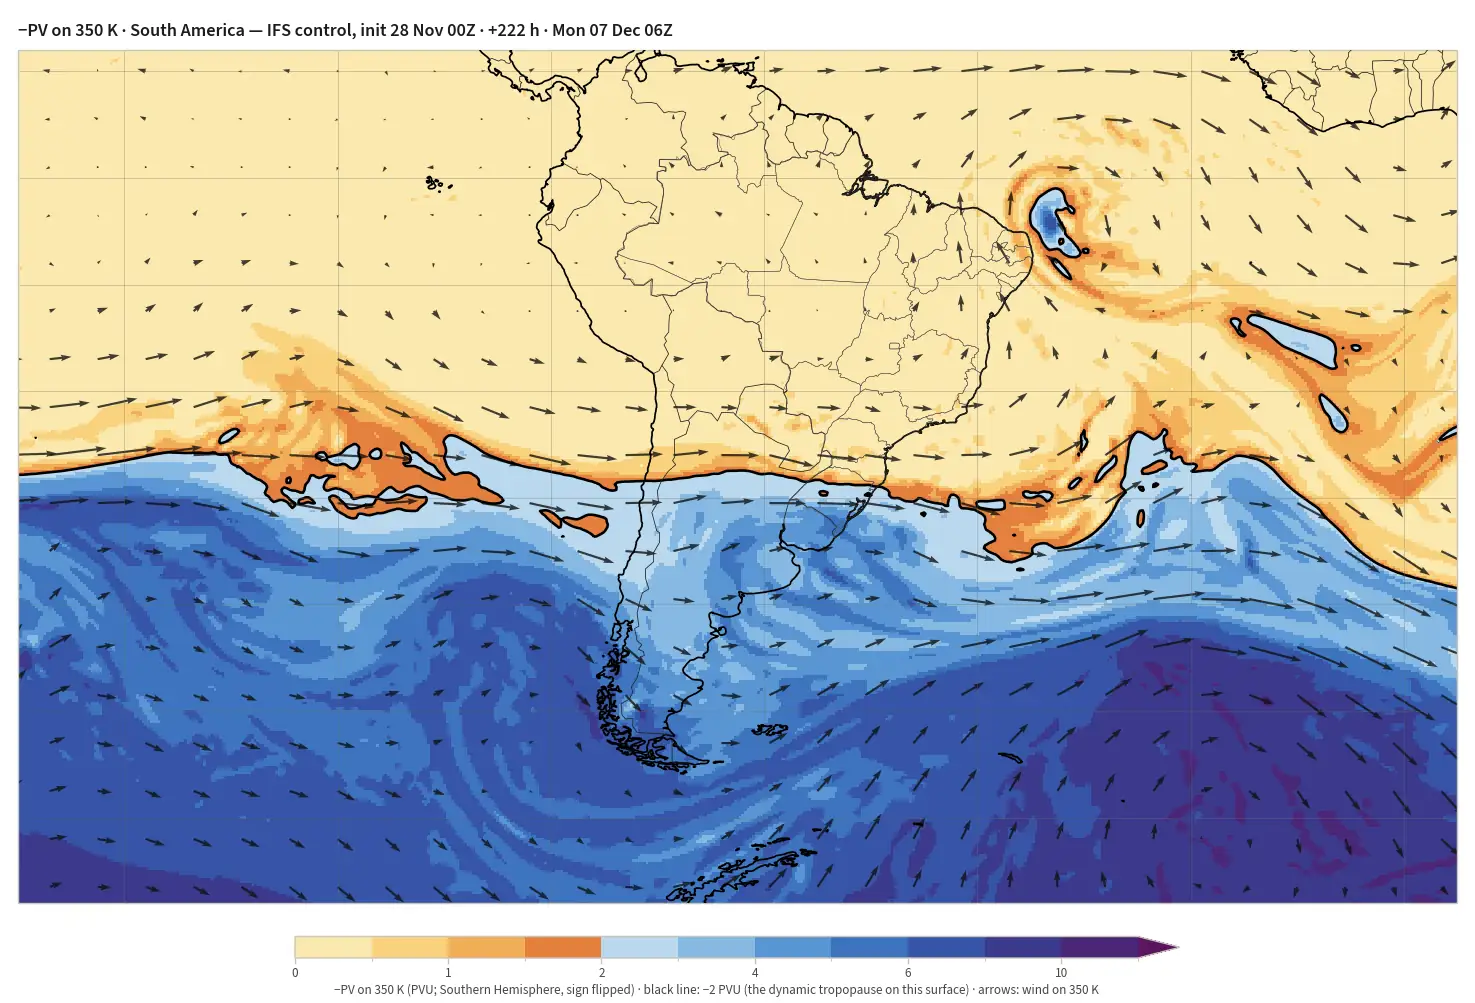 −PV on 350 K · South America — IFS control, init 28 Nov 00Z · +222 h · Mon 07 Dec 06Z
0 1 2 4 6 10
−PV on 350 K (PVU; Southern Hemisphere, sign flipped) · black line: −2 PVU (the dynamic tropopause on this surface) · arrows: wind on 350 K